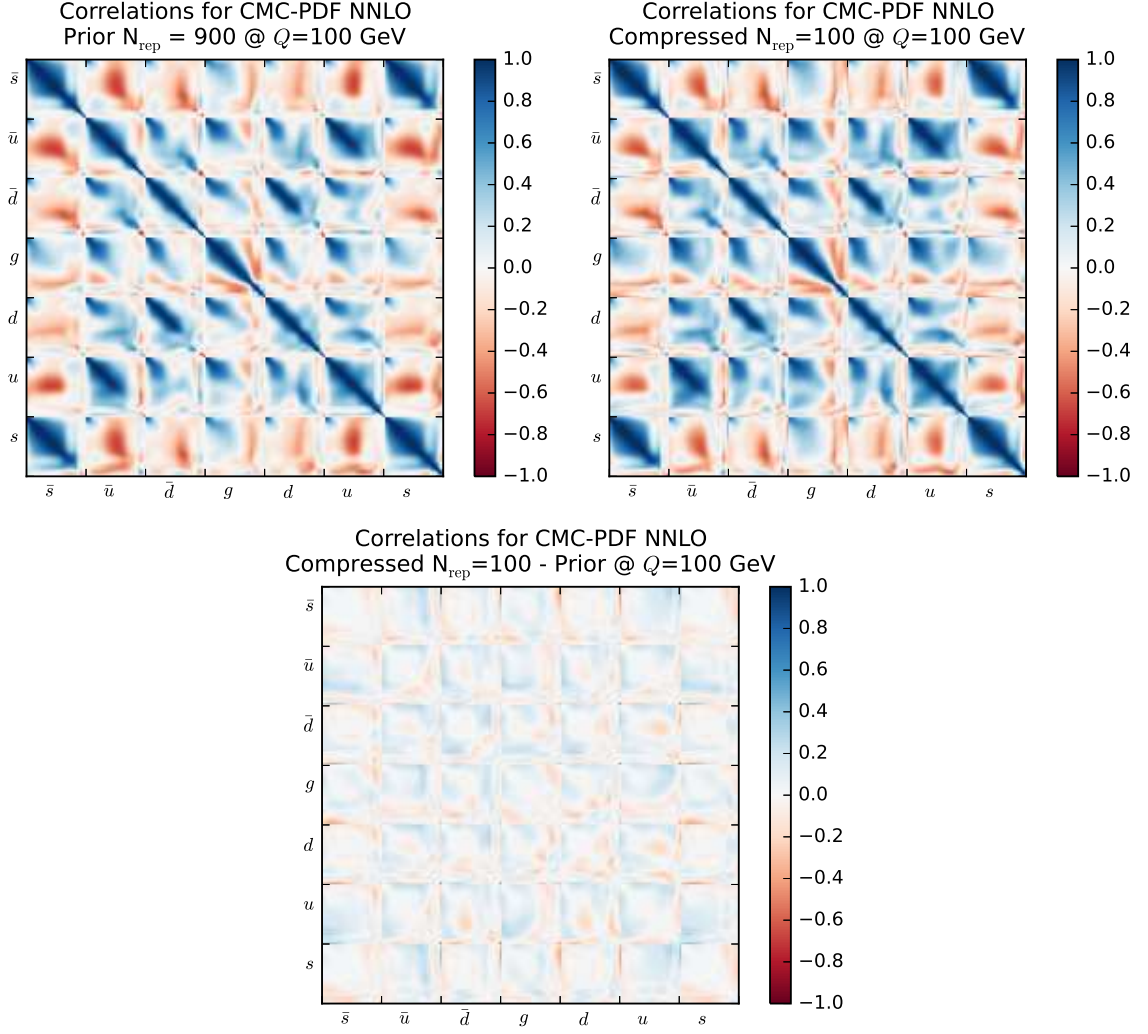 Correlations for CMC-PDF NNLO
Prior N_rep = 900 @ Q=100 GeV
s̄
ū
d̄
g
d
u
s
s̄ ū d̄ g d u s
1.0
0.8
0.6
0.4
0.2
0.0
−0.2
−0.4
−0.6
−0.8
−1.0
Correlations for CMC-PDF NNLO
Compressed N_rep=100 @ Q=100 GeV
s̄
ū
d̄
g
d
u
s
s̄ ū d̄ g d u s
1.0
0.8
0.6
0.4
0.2
0.0
−0.2
−0.4
−0.6
−0.8
−1.0
Correlations for CMC-PDF NNLO
Compressed N_rep=100 - Prior @ Q=100 GeV
s̄
ū
d̄
g
d
u
s
s̄ ū d̄ g d u s
1.0
0.8
0.6
0.4
0.2
0.0
−0.2
−0.4
−0.6
−0.8
−1.0